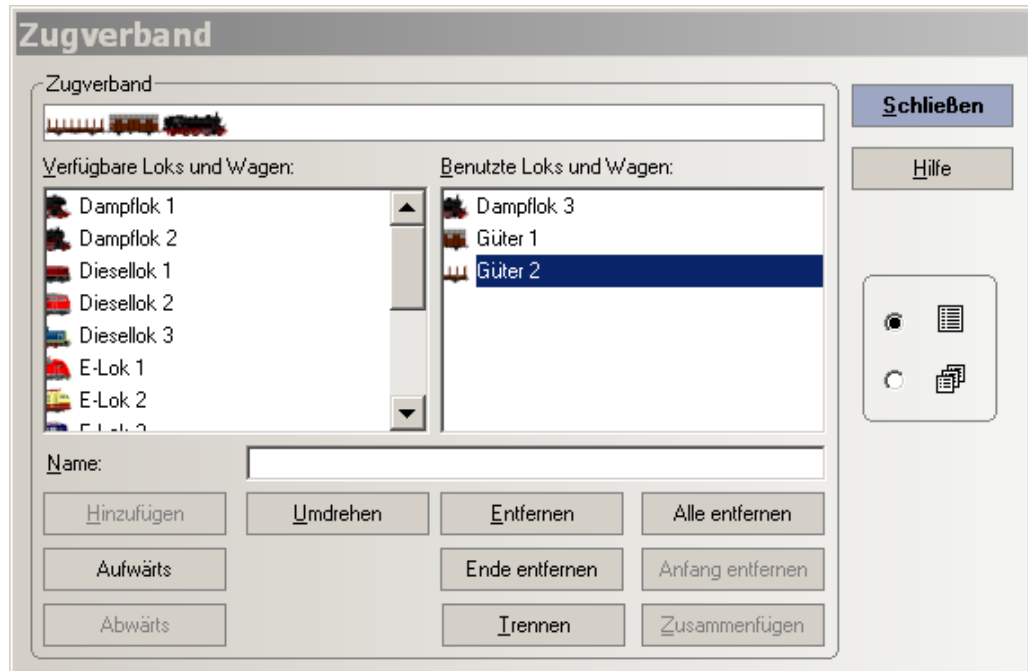 Zugverband
Zugverband
Schließen
Verfügbare Loks und Wagen:
Benutzte Loks und Wagen:
Hilfe
Dampflok 1
Dampflok 2
Diesellok 1
Diesellok 2
Diesellok 3
E-Lok 1
E-Lok 2
Dampflok 3
Güter 1
Güter 2
Name:
Hinzufügen
Umdrehen
Entfernen
Alle entfernen
Aufwärts
Ende entfernen
Anfang entfernen
Abwärts
Trennen
Zusammenfügen